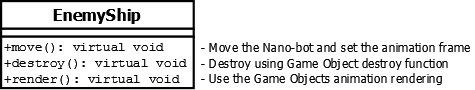 EnemyShip
+move(): virtual void - Move the Nano-bot and set the animation frame
+destroy(): virtual void - Destroy using Game Object destroy function
+render(): virtual void - Use the Game Objects animation rendering